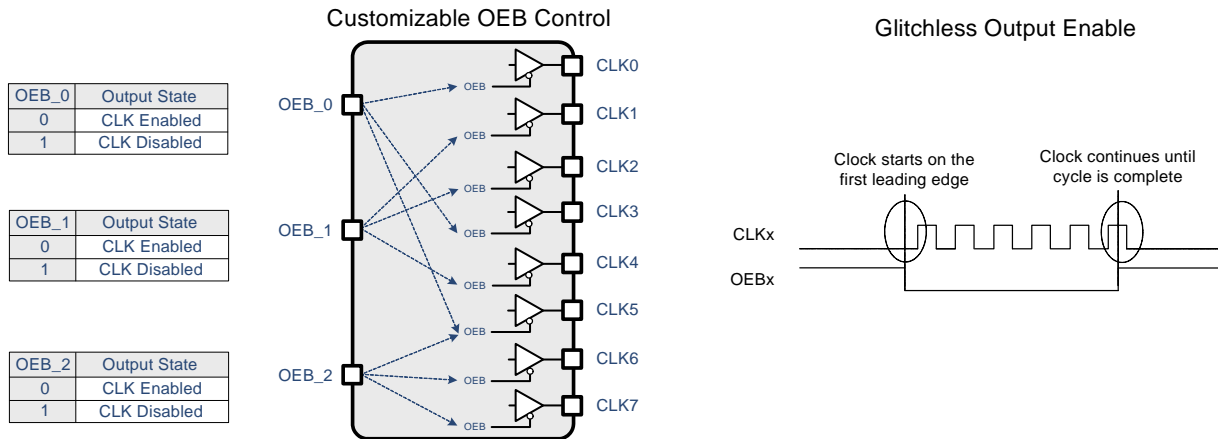 Customizable OEB Control
OEB_0 Output State
0 CLK Enabled
1 CLK Disabled
OEB_1 Output State
0 CLK Enabled
1 CLK Disabled
OEB_2 Output State
0 CLK Enabled
1 CLK Disabled
OEB_0
OEB_1
OEB_2
OEB
OEB
OEB
OEB
OEB
OEB
OEB
OEB
CLK0
CLK1
CLK2
CLK3
CLK4
CLK5
CLK6
CLK7
Glitchless Output Enable
Clock starts on the
first leading edge
Clock continues until
cycle is complete
CLKx
OEBx